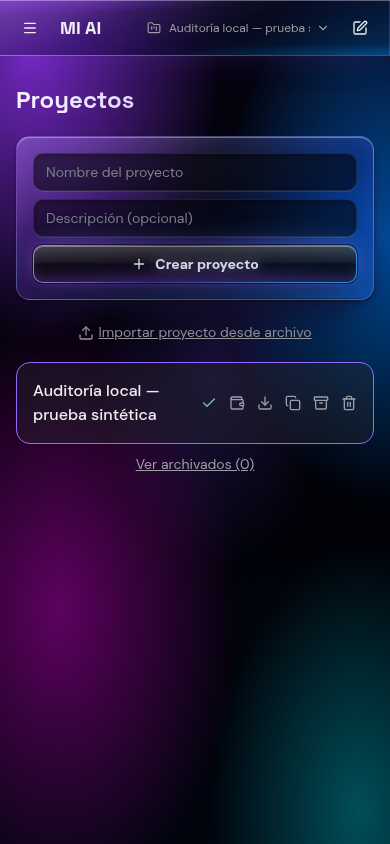 MI AI
Auditoría local — prueba
Proyectos
Nombre del proyecto
Descripción (opcional)
Crear proyecto
Importar proyecto desde archivo
Auditoría local —
prueba sintética
Ver archivados (0)